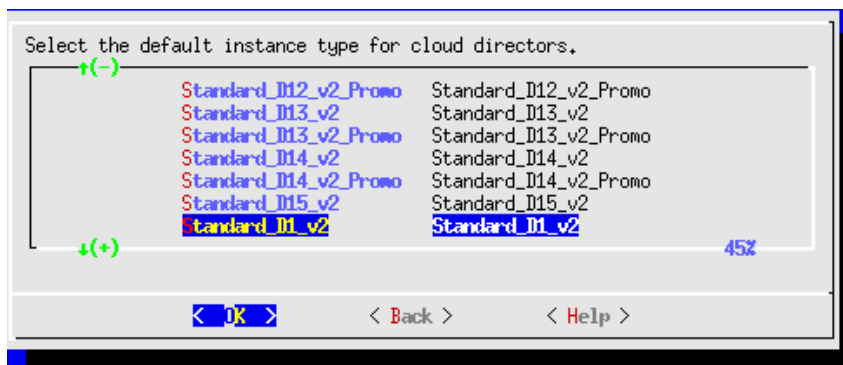 Select the default instance type for cloud directors.
↑(-)
Standard_D12_v2_Promo Standard_D12_v2_Promo
Standard_D13_v2 Standard_D13_v2
Standard_D13_v2_Promo Standard_D13_v2_Promo
Standard_D14_v2 Standard_D14_v2
Standard_D14_v2_Promo Standard_D14_v2_Promo
Standard_D15_v2 Standard_D15_v2
Standard_D1_v2 Standard_D1_v2
↓(+) 45%
< OK > < Back > < Help >